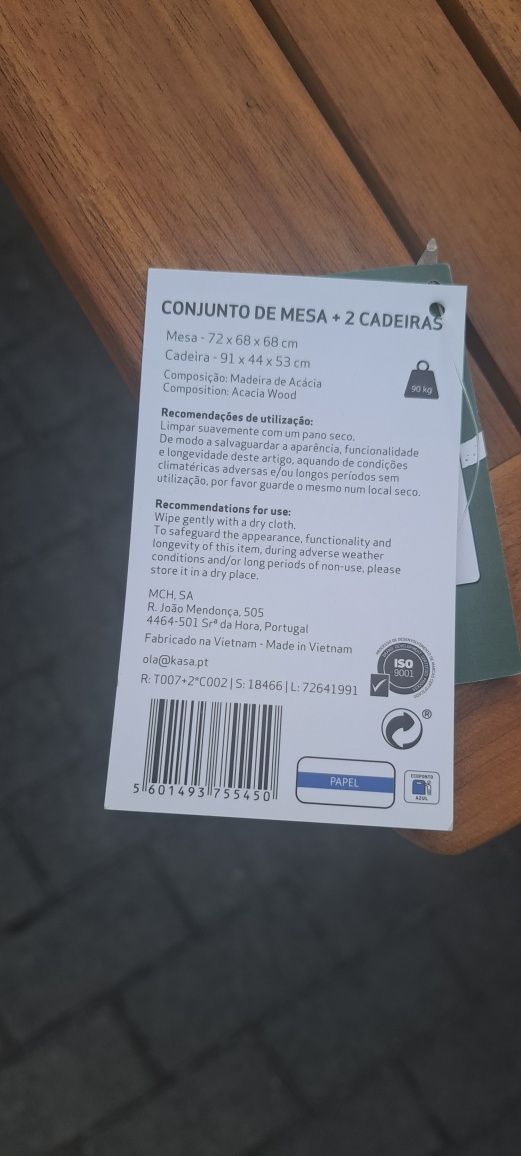 CONJUNTO DE MESA + 2 CADEIRAS
Mesa - 72 x 68 x 68 cm
Cadeira - 91 x 44 x 53 cm
Composição: Madeira de Acácia
Composition: Acacia Wood
90 kg
Recomendações de utilização:
Limpar suavemente com um pano seco.
De modo a salvaguardar a aparência, funcionalidade
e longevidade deste artigo, aquando de condições
climatéricas adversas e/ou longos períodos sem
utilização, por favor guarde o mesmo num local seco.
Recommendations for use:
Wipe gently with a dry cloth.
To safeguard the appearance, functionality and
longevity of this item, during adverse weather
conditions and/or long periods of non-use, please
store it in a dry place.
MCH, SA
R. João Mendonça, 505
4464-501 Srª da Hora, Portugal
Fabricado na Vietnam - Made in Vietnam
ola@kasa.pt
R: T007+2*C002 | S: 18466 | L: 72641991
ISO
9001
®
5 601493 755450
PAPEL
ECOPONTO
AZUL